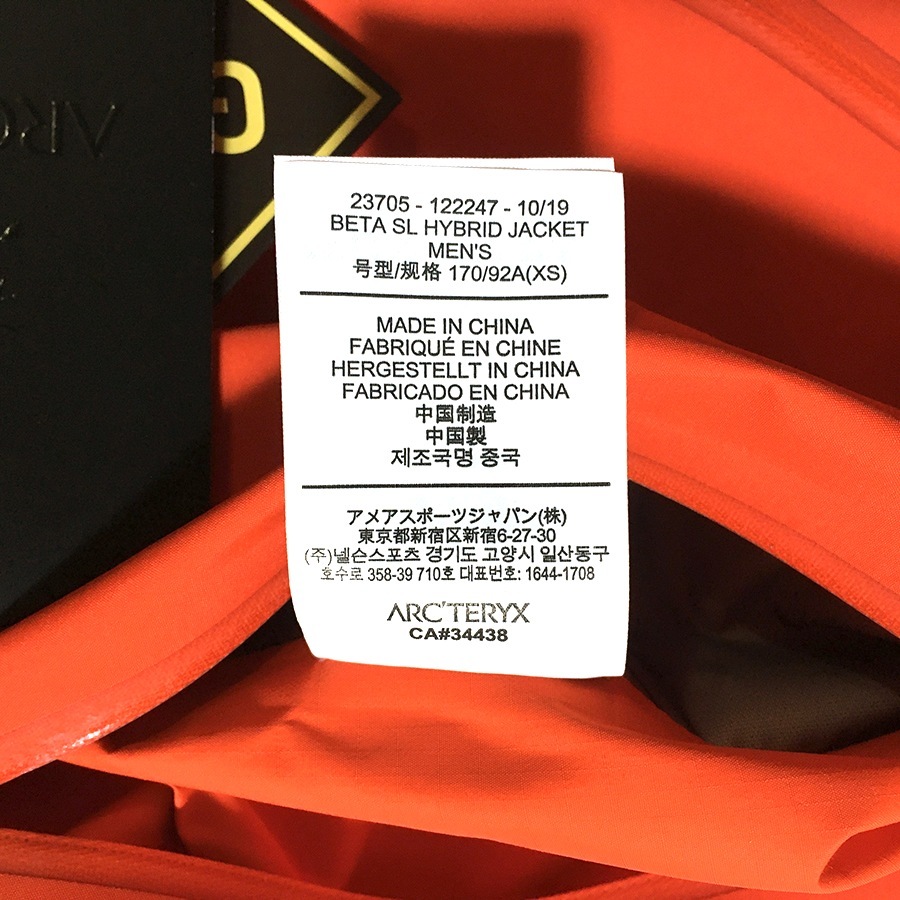 23705 - 122247 - 10/19
BETA SL HYBRID JACKET
MEN'S
号型/规格 170/92A(XS)
MADE IN CHINA
FABRIQUÉ EN CHINE
HERGESTELLT IN CHINA
FABRICADO EN CHINA
中国制造
中国製
제조국명 중국
アメアスポーツジャパン(株)
東京都新宿区新宿6-27-30
(주)넬슨스포츠 경기도 고양시 일산동구
호수로 358-39 710호 대표번호: 1644-1708
ARC'TERYX
CA#34438
ARC
G